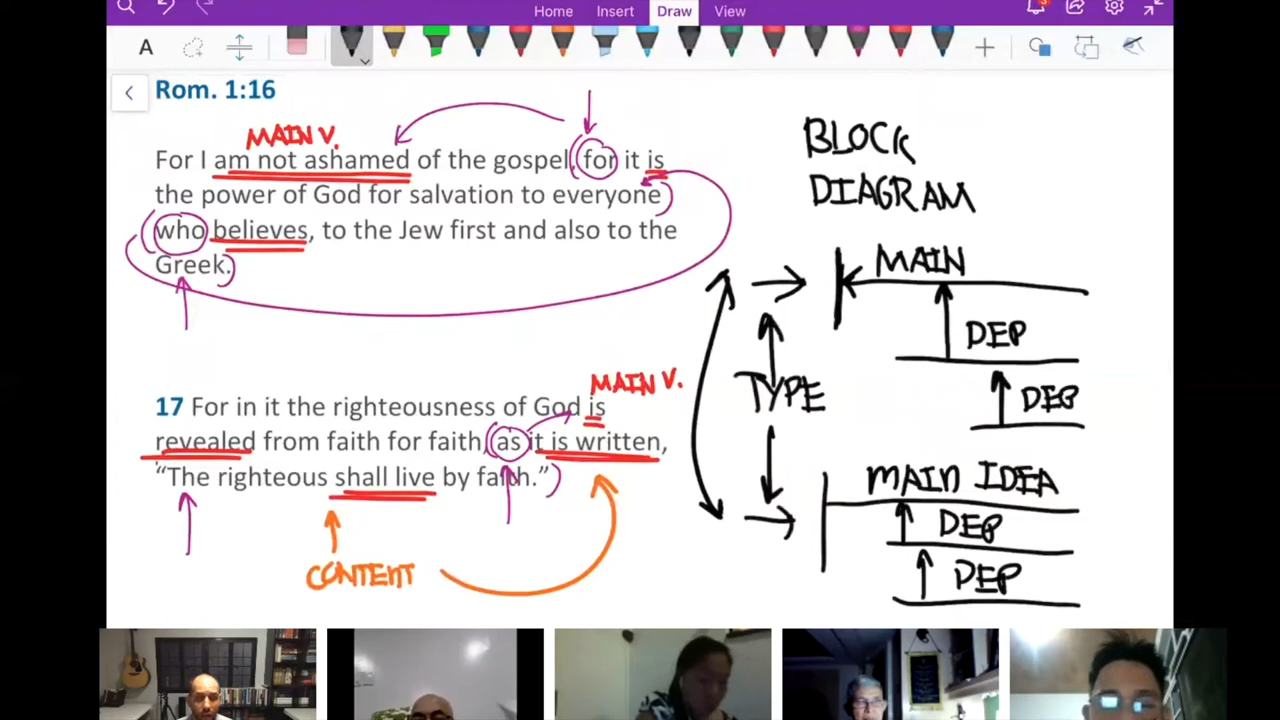 Home Insert Draw View
A
Rom. 1:16
MAIN V.
For I am not ashamed of the gospel, for it is
the power of God for salvation to everyone
who believes, to the Jew first and also to the
Greek.
MAIN V.
17 For in it the righteousness of God is
revealed from faith for faith, as it is written,
“The righteous shall live by faith.”
CONTENT
BLOCK
DIAGRAM
MAIN
DEP
DEP
TYPE
MAIN IDEA
DEP
DEP